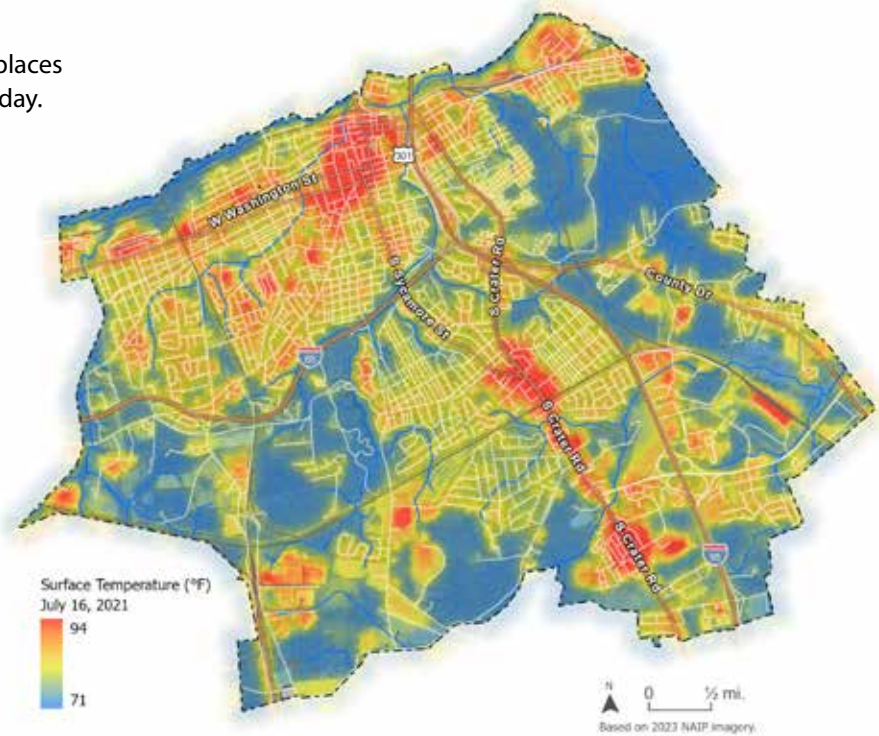 places
day.
301
W Washington St
S Crater Rd
County Dr
S Sycamore St
85
S Crater Rd
S Crater Rd
Surface Temperature (°F)
July 16, 2021
94
71
N
0 ½ mi.
Based on 2023 NAIP imagery.